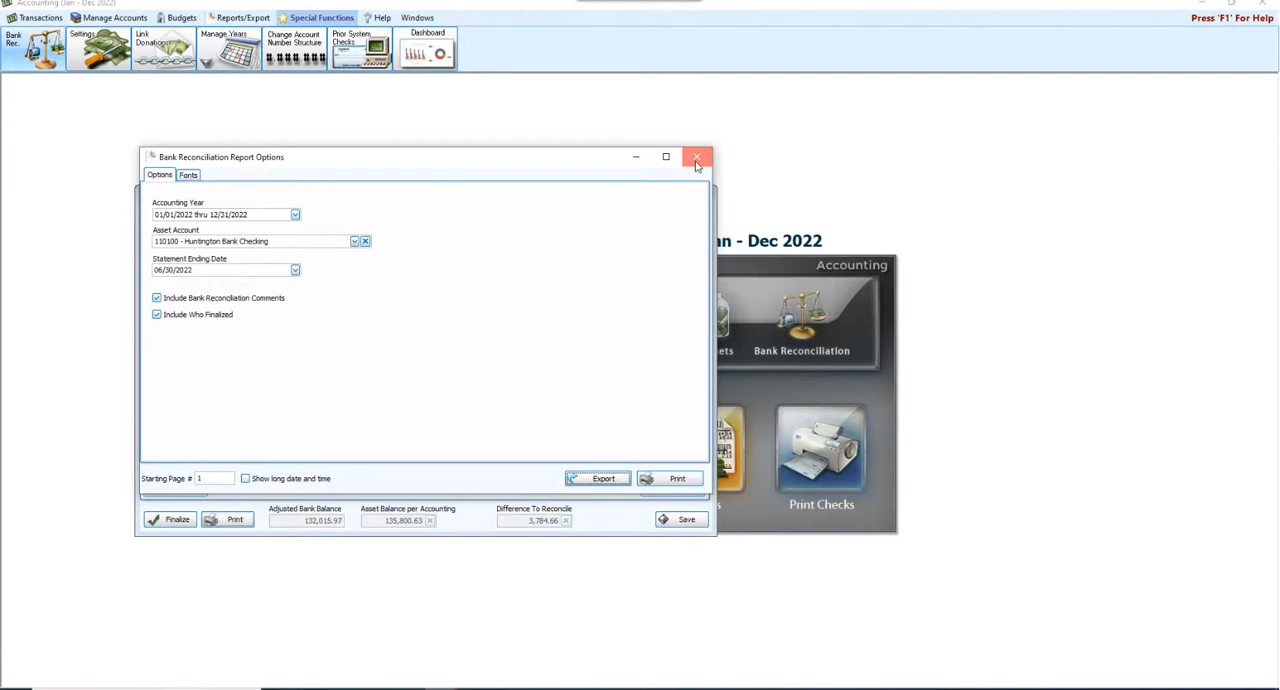 Accounting (Jan - Dec 2022)
Transactions Manage Accounts Budgets Reports/Export Special Functions Help Windows
Press 'F1' For Help
Bank Rec.
Settings
Link Donations
Manage Years
Change Account Number Structure
#.###.###
Prior System Checks
Dashboard
Bank Reconciliation Report Options
Options Fonts
Accounting Year
01/01/2022 thru 12/31/2022
Asset Account
110100 - Huntington Bank Checking
Statement Ending Date
06/30/2022
Include Bank Reconciliation Comments
Include Who Finalized
Starting Page # 1 Show long date and time Export Print
Adjusted Bank Balance Asset Balance per Accounting Difference To Reconcile
Finalize Print 132,015.97 135,800.63 3,784.66 Save
an - Dec 2022
Accounting
ets Bank Reconciliation
s Print Checks